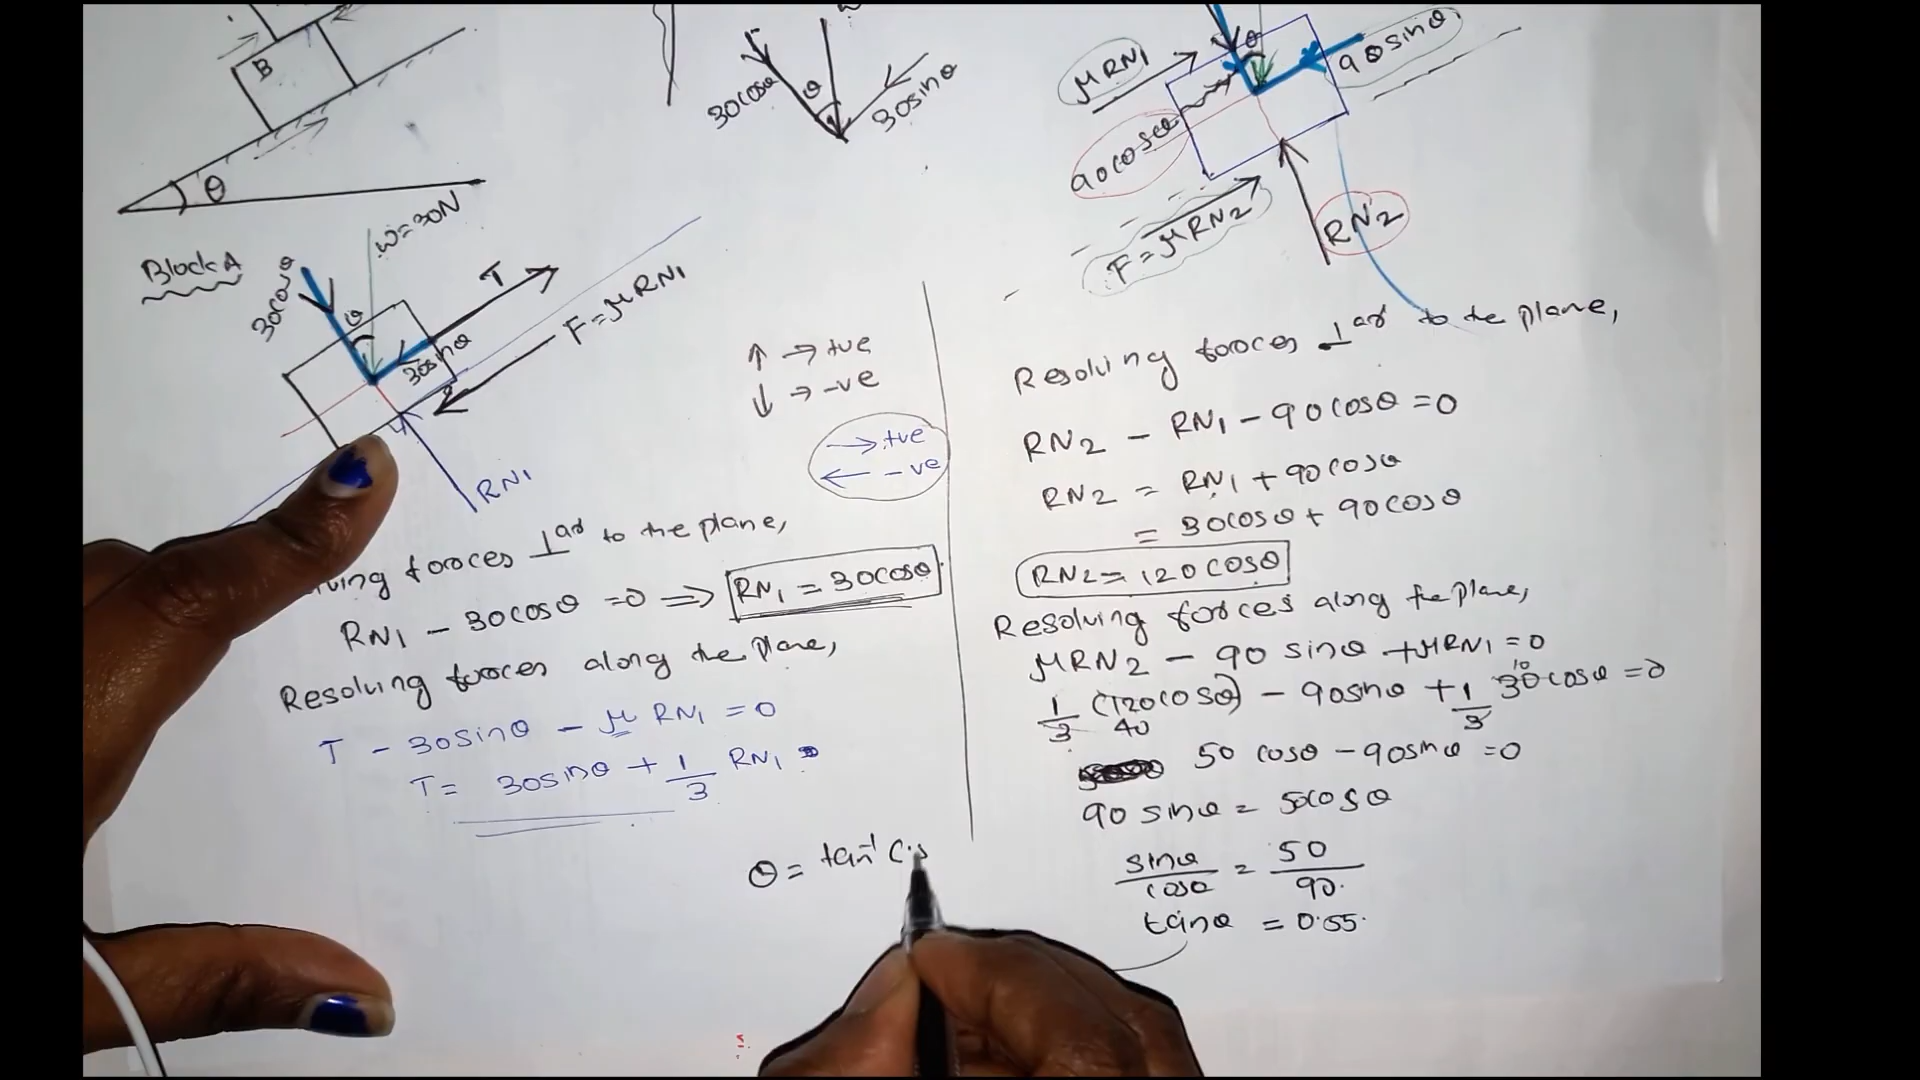 B
θ
30cosθ
θ
30sinθ
μRN1
θ
90sinθ
90cosθ
F=μRN2
RN2
Block A
W=30N
30cosθ
θ
T
30sinθ
F=μRN1
RN1
↑ → +ve
↓ → -ve
→ +ve
← -ve
forces ⊥ar to the plane,
RN1 - 30cosθ =0 => RN1 = 30cosθ
Resolving forces along the plane,
T - 30sinθ - μ RN1 = 0
T= 30sinθ + 1/3 RN1
θ = tan-1 (
Resolving forces ⊥ar to the plane,
RN2 - RN1 - 90cosθ =0
RN2 = RN1 + 90cosθ
= 30cosθ + 90cosθ
RN2= 120cosθ
Resolving forces along the plane,
μRN2 - 90 sinθ +μRN1 =0
1/3 (120cosθ) - 90sinθ + 1/3 30cosθ =0
40
10
50 cosθ - 90sinθ =0
90 sinθ = 50cosθ
sinθ/cosθ = 50/90.
tanθ = 0.55.